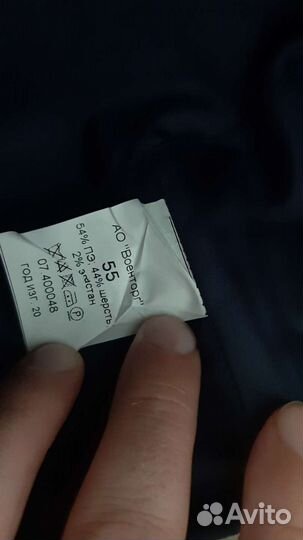 АО "Военторг"
55
54% ПЭ, 44% шерсть
2% эластан
07 400048
ГОД ИЗГ. 20
Avito